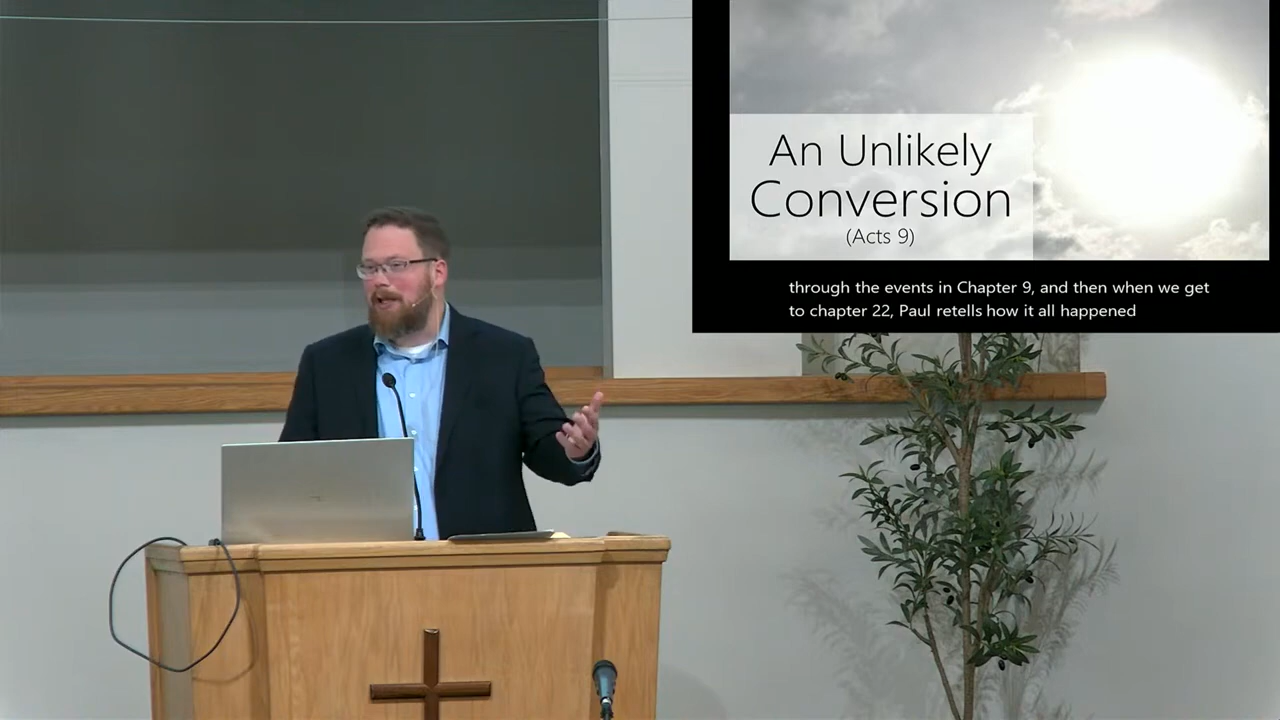 An Unlikely
Conversion
(Acts 9)
through the events in Chapter 9, and then when we get
to chapter 22, Paul retells how it all happened